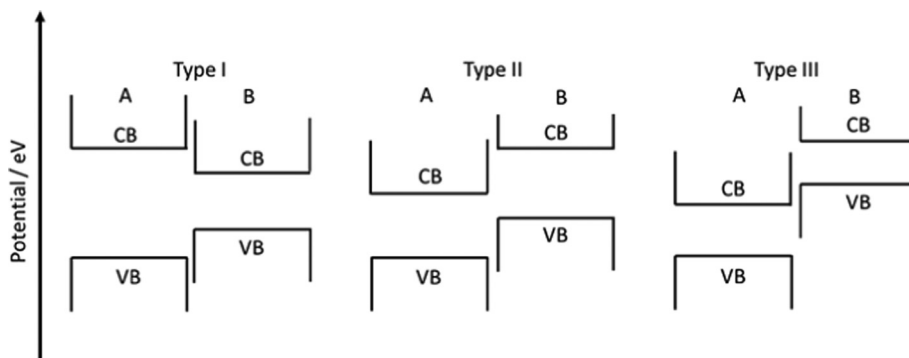 Potential / eV
Type I
A
B
CB
CB
VB
VB
Type II
A
B
CB
CB
VB
VB
Type III
A
B
CB
CB
VB
VB